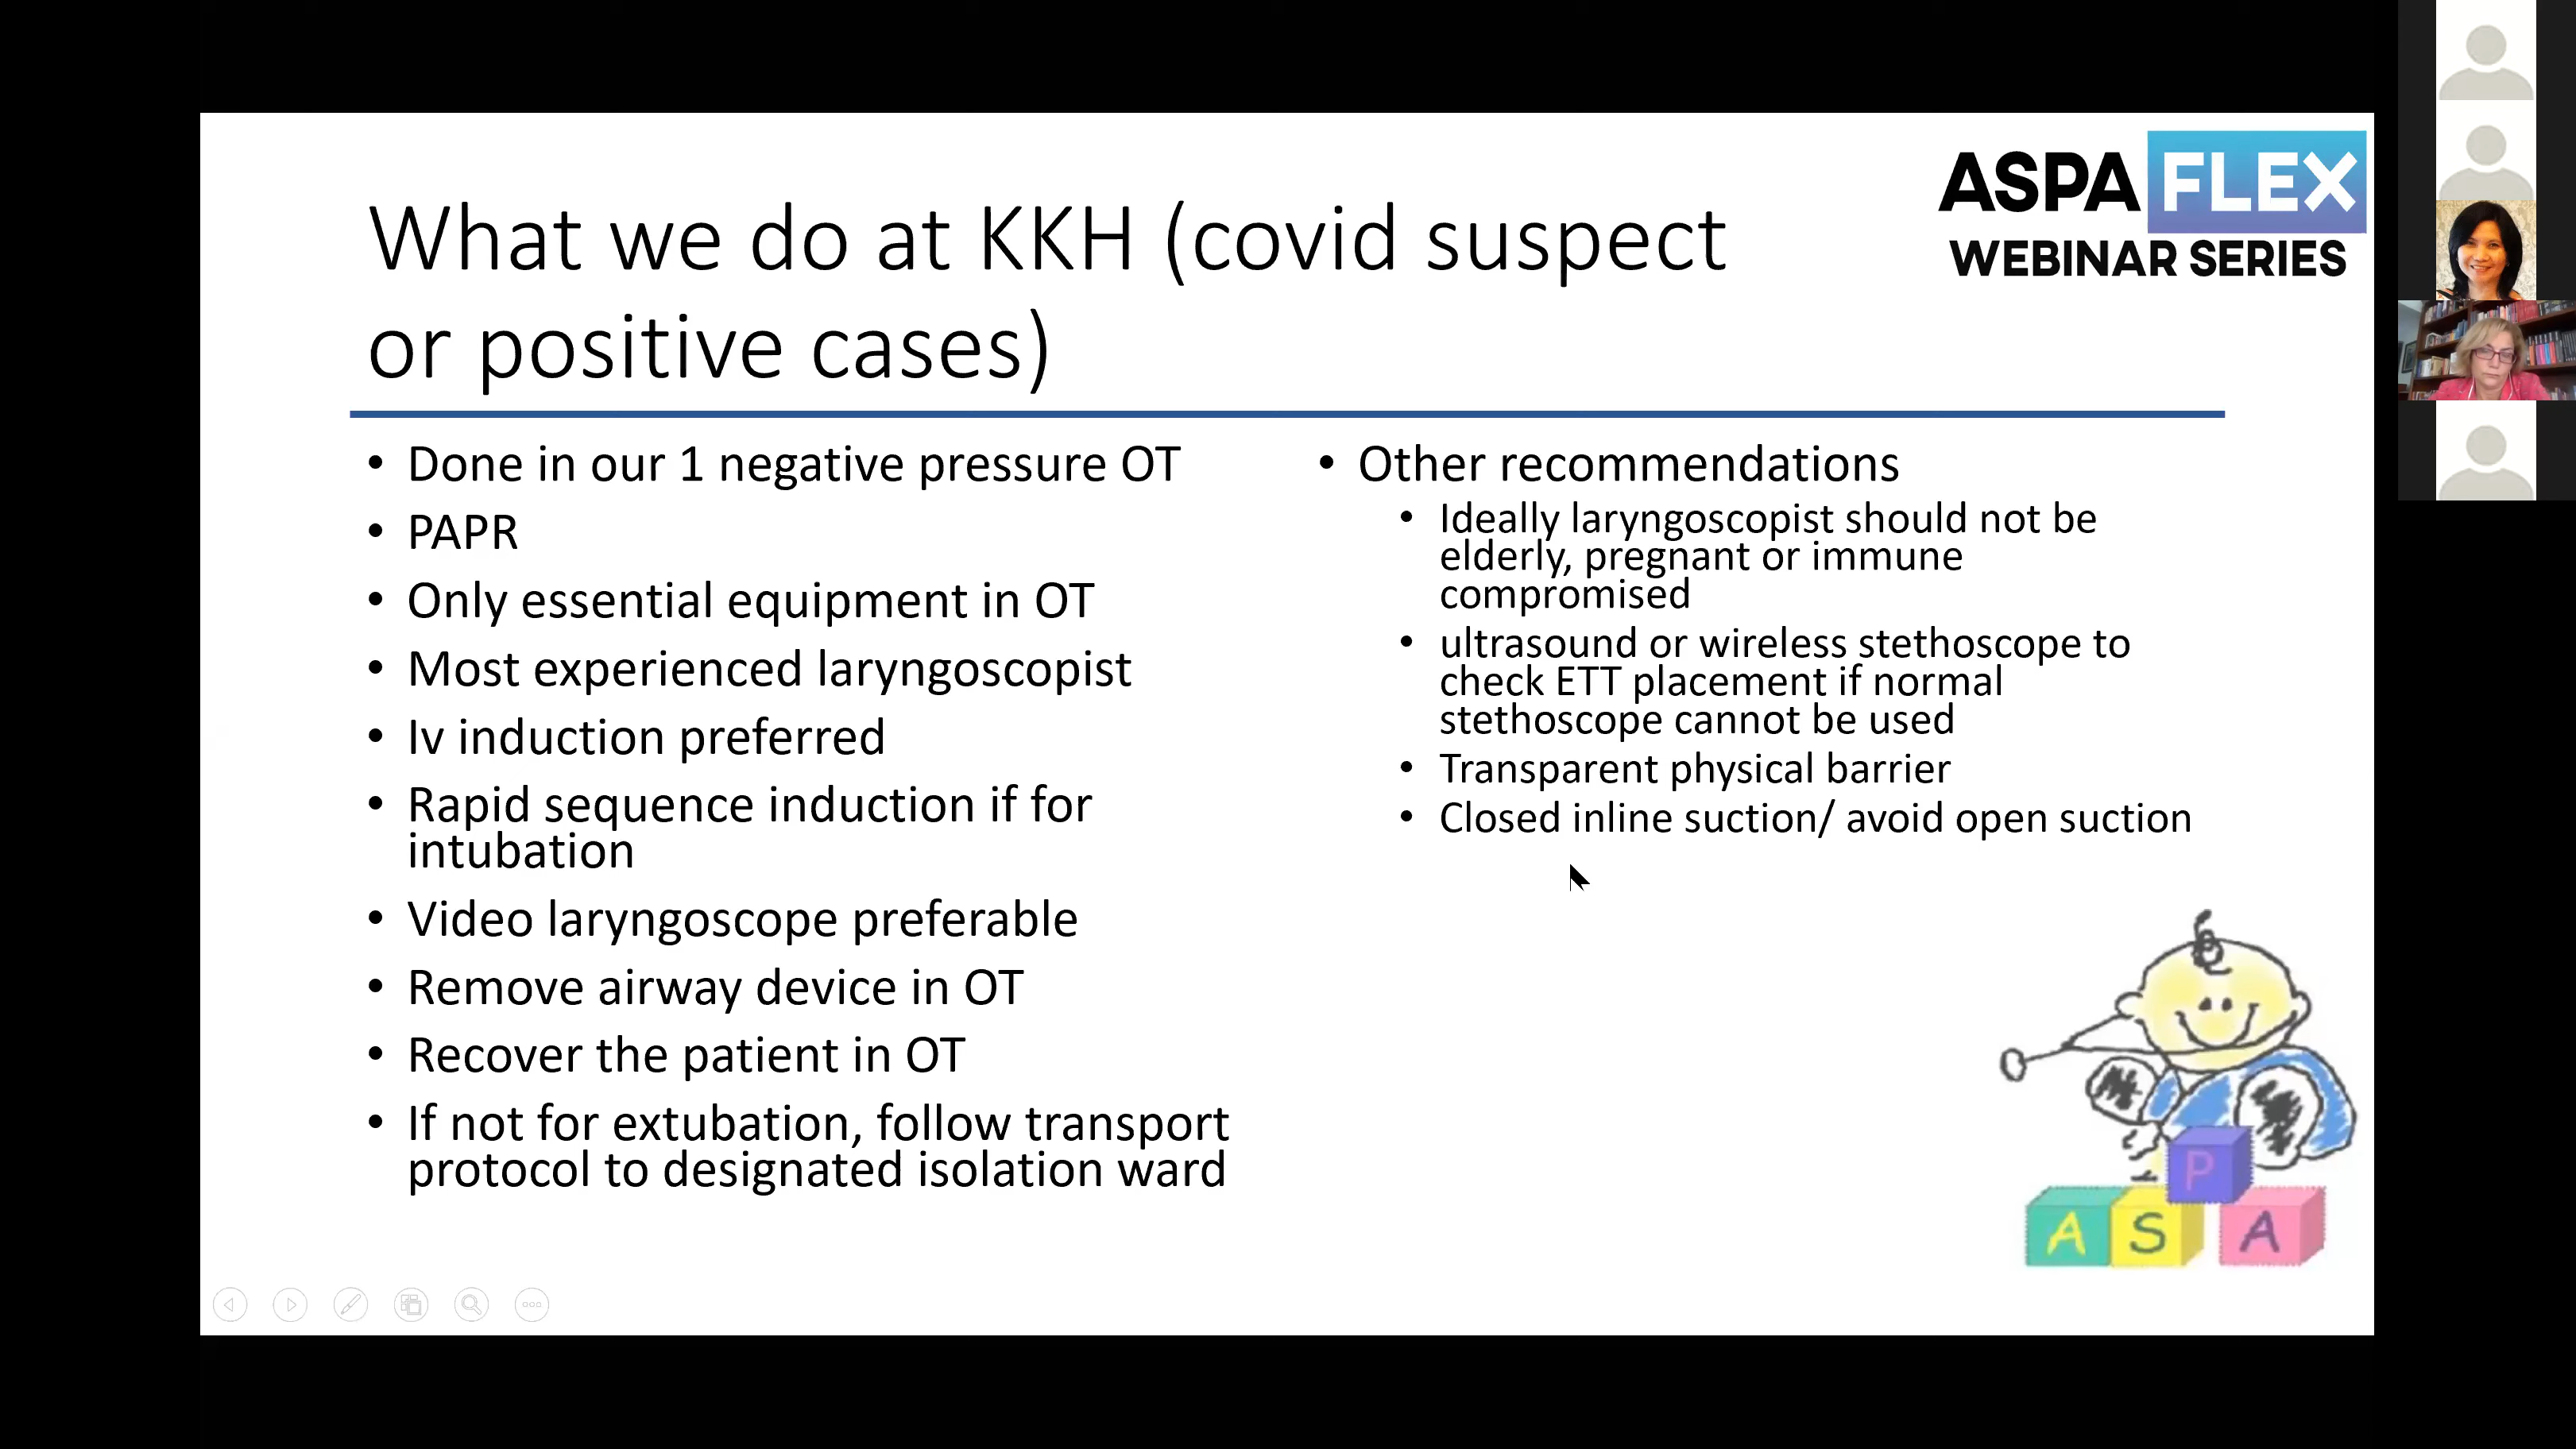 ASPA FLEX
WEBINAR SERIES
What we do at KKH (covid suspect
or positive cases)
• Done in our 1 negative pressure OT
• PAPR
• Only essential equipment in OT
• Most experienced laryngoscopist
• Iv induction preferred
• Rapid sequence induction if for
intubation
• Video laryngoscope preferable
• Remove airway device in OT
• Recover the patient in OT
• If not for extubation, follow transport
protocol to designated isolation ward
• Other recommendations
• Ideally laryngoscopist should not be
elderly, pregnant or immune
compromised
• ultrasound or wireless stethoscope to
check ETT placement if normal
stethoscope cannot be used
• Transparent physical barrier
• Closed inline suction/ avoid open suction
P
A S A